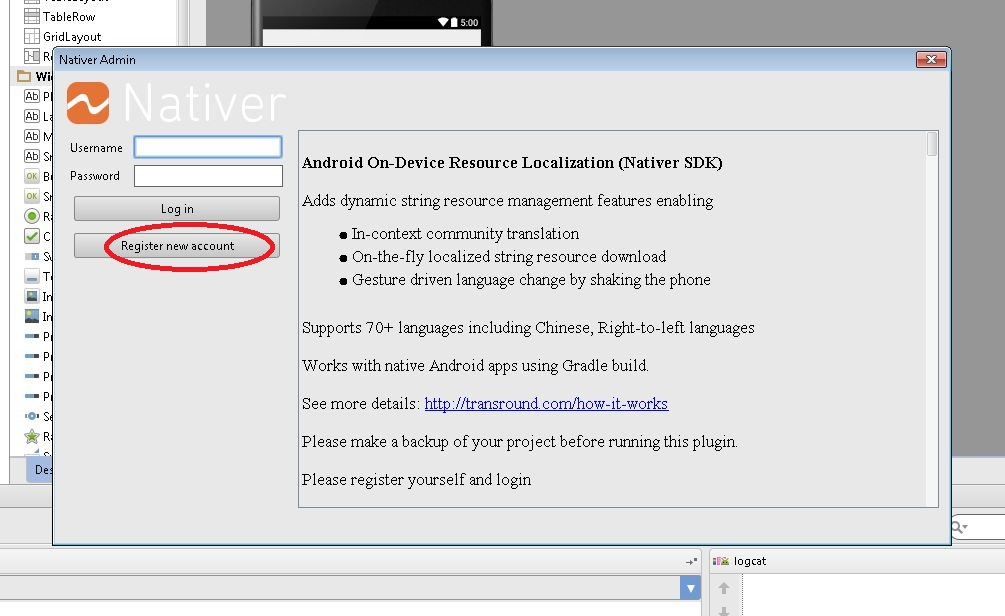 TableRow
GridLayout
5:00
Nativer Admin
Nativer
Username
Password
Log in
Register new account
Android On-Device Resource Localization (Nativer SDK)
Adds dynamic string resource management features enabling
In-context community translation
On-the-fly localized string resource download
Gesture driven language change by shaking the phone
Supports 70+ languages including Chinese, Right-to-left languages
Works with native Android apps using Gradle build.
See more details: http://transround.com/how-it-works
Please make a backup of your project before running this plugin.
Please register yourself and login
logcat